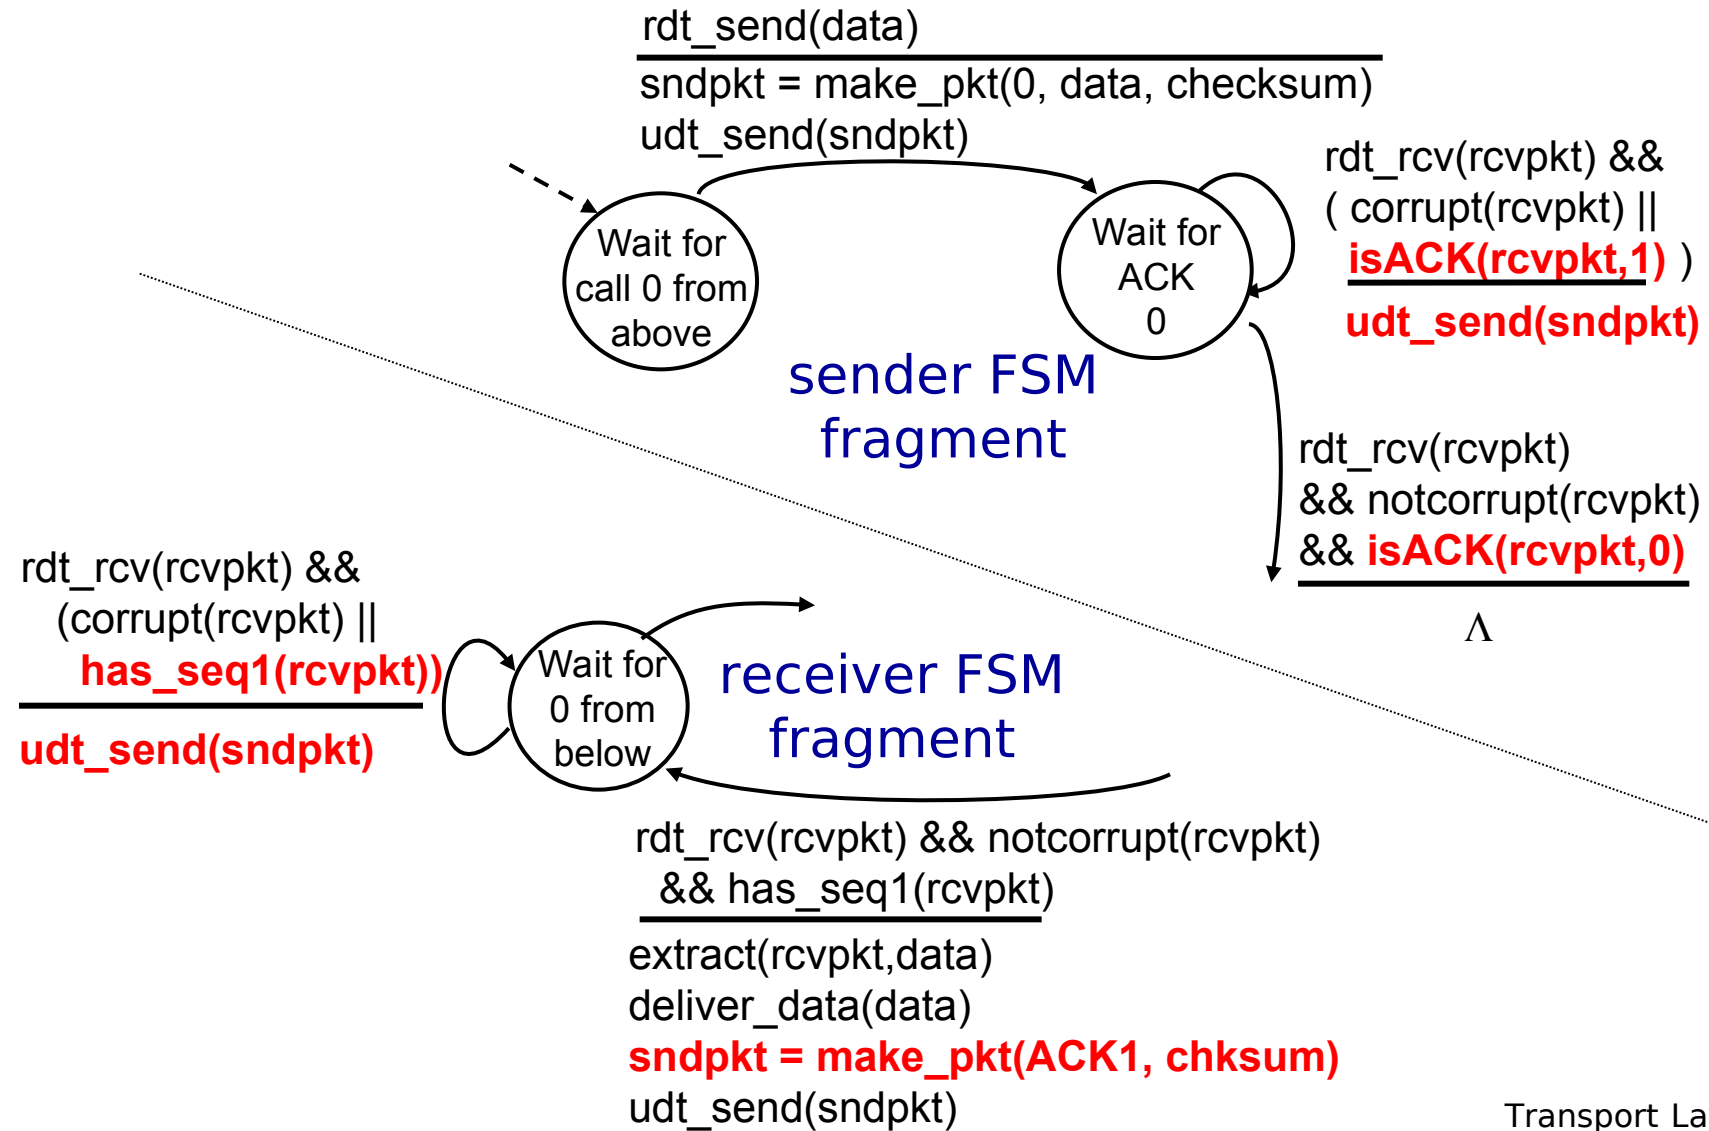 rdt_send(data)
sndpkt = make_pkt(0, data, checksum)
udt_send(sndpkt)
Wait for
call 0 from
above
Wait for
ACK
0
rdt_rcv(rcvpkt) &&
( corrupt(rcvpkt) ||
isACK(rcvpkt,1) )
udt_send(sndpkt)
sender FSM
fragment
rdt_rcv(rcvpkt)
&& notcorrupt(rcvpkt)
&& isACK(rcvpkt,0)
Λ
rdt_rcv(rcvpkt) &&
(corrupt(rcvpkt) ||
has_seq1(rcvpkt))
udt_send(sndpkt)
Wait for
0 from
below
receiver FSM
fragment
rdt_rcv(rcvpkt) && notcorrupt(rcvpkt)
&& has_seq1(rcvpkt)
extract(rcvpkt,data)
deliver_data(data)
sndpkt = make_pkt(ACK1, chksum)
udt_send(sndpkt)
Transport La